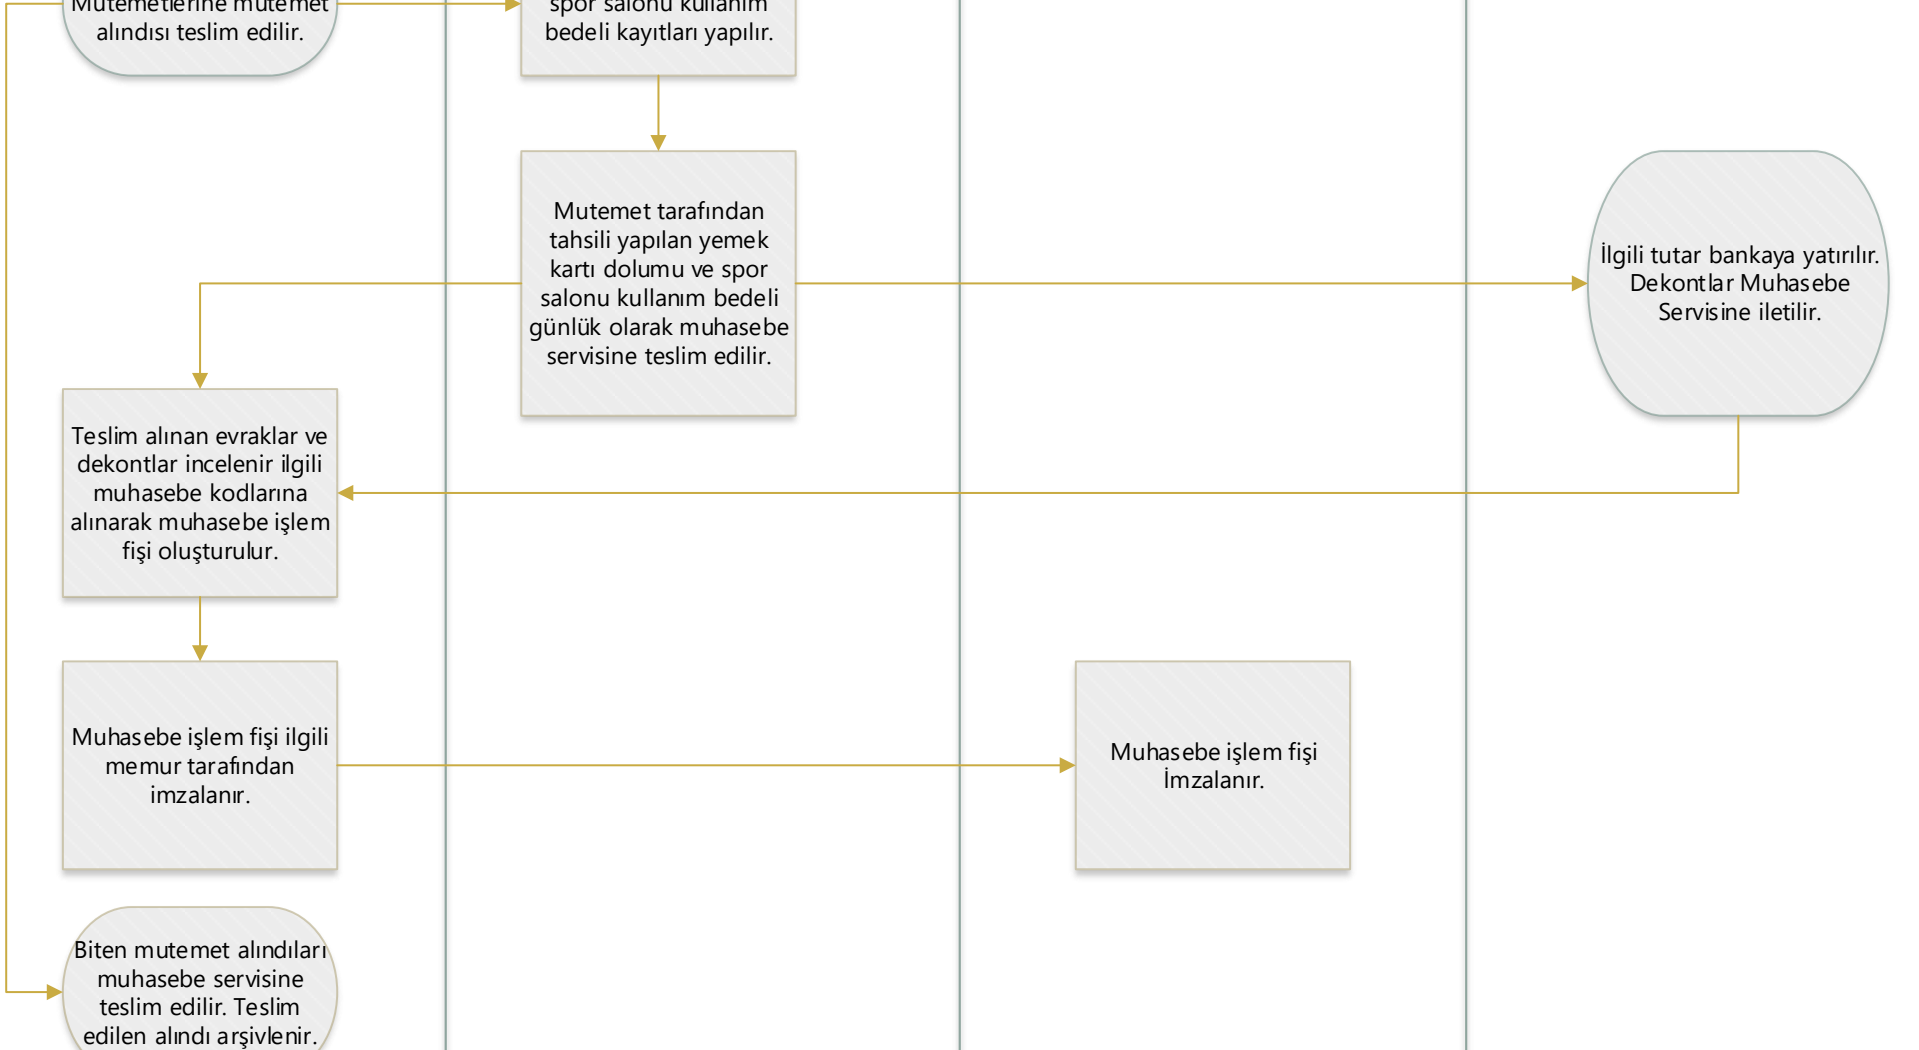 Mutemetlerine mutemet
alındısı teslim edilir.
spor salonu kullanım
bedeli kayıtları yapılır.
Mutemet tarafından
tahsili yapılan yemek
kartı dolumu ve spor
salonu kullanım bedeli
günlük olarak muhasebe
servisine teslim edilir.
İlgili tutar bankaya yatırılır.
Dekontlar Muhasebe
Servisine iletilir.
Teslim alınan evraklar ve
dekontlar incelenir ilgili
muhasebe kodlarına
alınarak muhasebe işlem
fişi oluşturulur.
Muhasebe işlem fişi ilgili
memur tarafından
imzalanır.
Muhasebe işlem fişi
İmzalanır.
Biten mutemet alındıları
muhasebe servisine
teslim edilir. Teslim
edilen alındı arşivlenir.